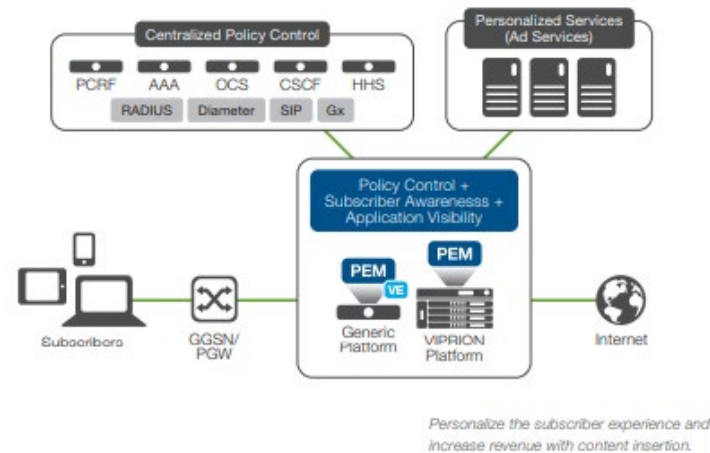 Centralized Policy Control
PCRF
AAA
OCS
CSCF
HHS
RADIUS
Diameter
SIP
Gx
Personalized Services
(Ad Services)
Policy Control +
Subscriber Awarenesss +
Application Visibility
PEM
VE
Generic
Platform
PEM
VIPRION
Platform
Subscribers
GGSN/
PGW
Internet
Personalize the subscriber experience and
increase revenue with content insertion.